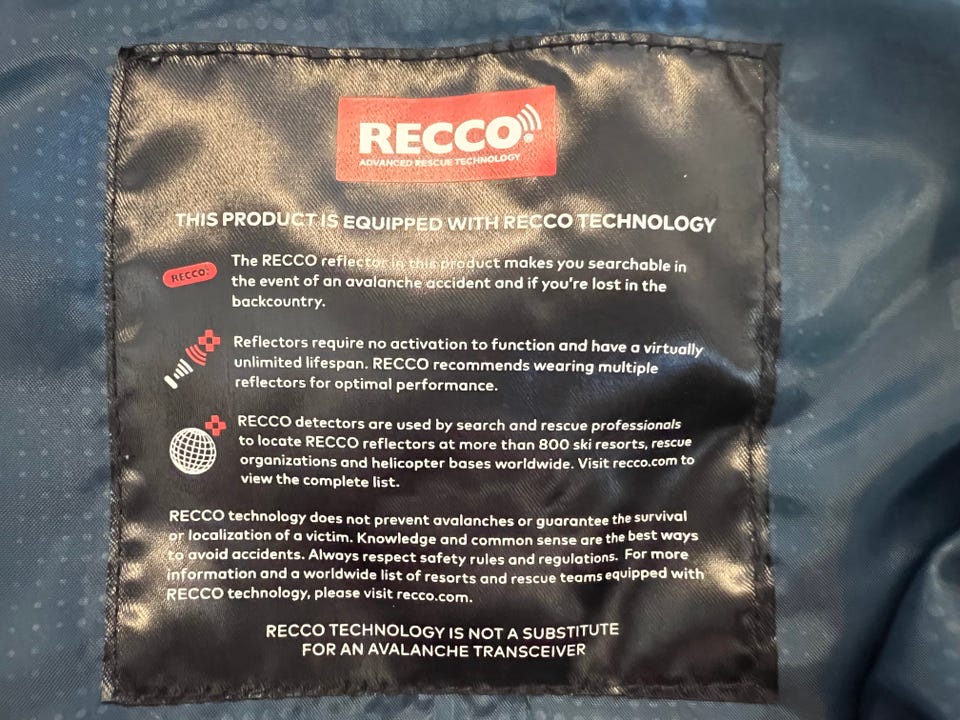 RECCO
ADVANCED RESCUE TECHNOLOGY
THIS PRODUCT IS EQUIPPED WITH RECCO TECHNOLOGY
RECCO
The RECCO reflector in this product makes you searchable in
the event of an avalanche accident and if you're lost in the
backcountry.
Reflectors require no activation to function and have a virtually
unlimited lifespan. RECCO recommends wearing multiple
reflectors for optimal performance.
RECCO detectors are used by search and rescue professionals
to locate RECCO reflectors at more than 800 ski resorts, rescue
organizations and helicopter bases worldwide. Visit recco.com to
view the complete list.
RECCO technology does not prevent avalanches or guarantee the survival
or localization of a victim. Knowledge and common sense are the best ways
to avoid accidents. Always respect safety rules and regulations. For more
information and a worldwide list of resorts and rescue teams equipped with
RECCO technology, please visit recco.com.
RECCO TECHNOLOGY IS NOT A SUBSTITUTE
FOR AN AVALANCHE TRANSCEIVER